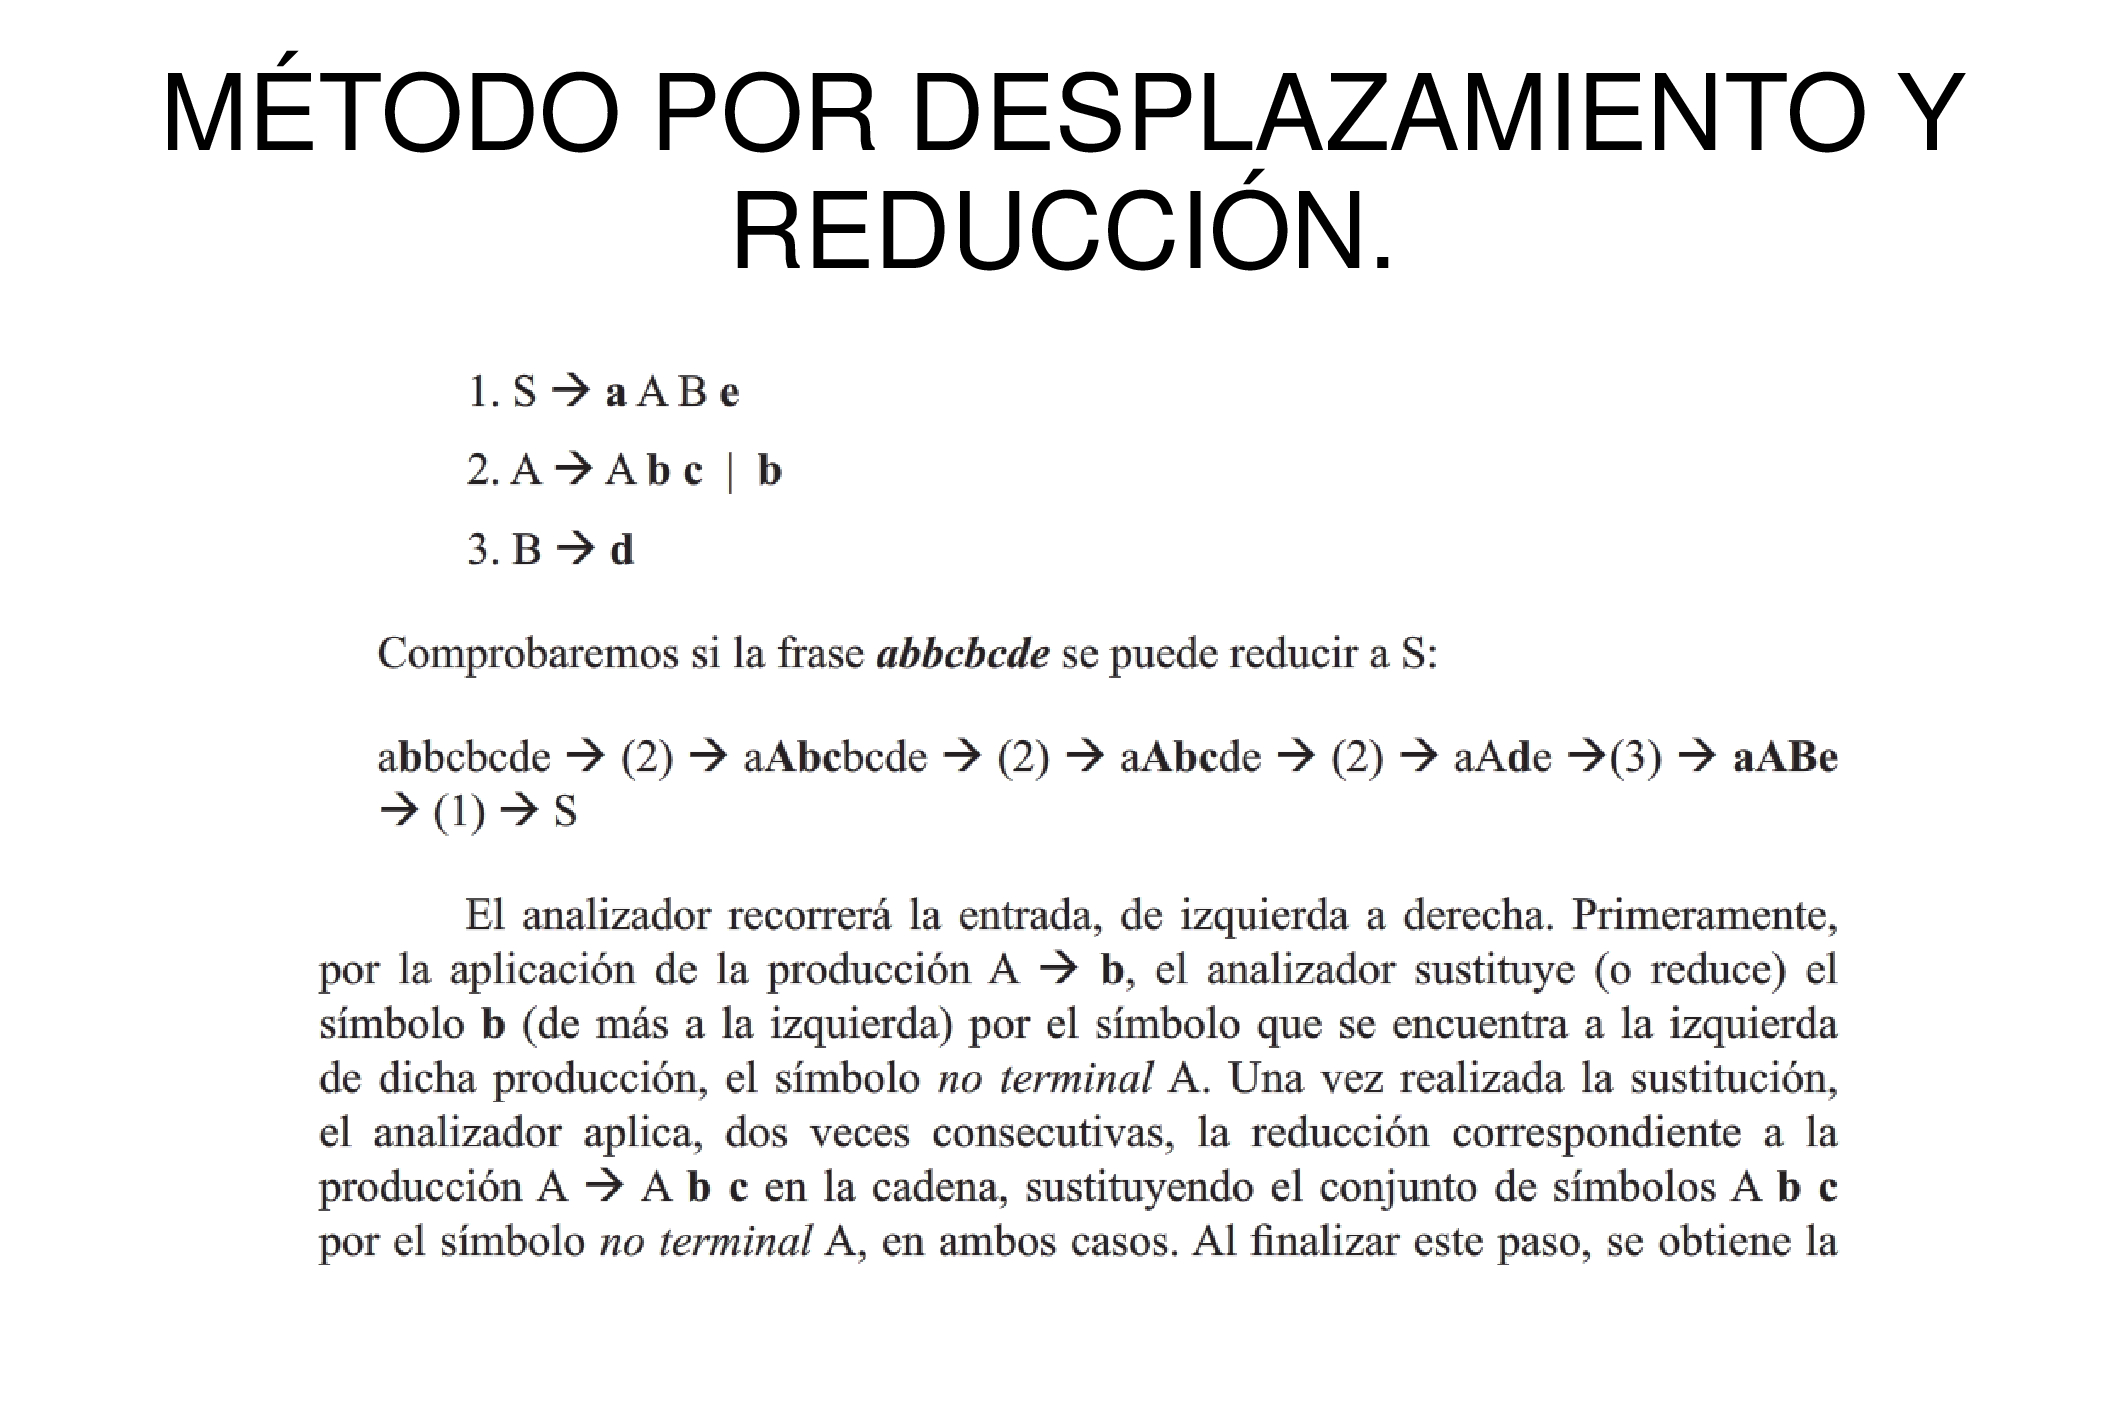 MÉTODO POR DESPLAZAMIENTO Y
REDUCCIÓN.
1. S → a A B e
2. A → A b c | b
3. B → d
Comprobaremos si la frase abbcbcde se puede reducir a S:
abbcbcde → (2) → aAbcbcde → (2) → aAbcde → (2) → aAde →(3) → aABe
→ (1) → S
El analizador recorrerá la entrada, de izquierda a derecha. Primeramente,
por la aplicación de la producción A → b, el analizador sustituye (o reduce) el
símbolo b (de más a la izquierda) por el símbolo que se encuentra a la izquierda
de dicha producción, el símbolo no terminal A. Una vez realizada la sustitución,
el analizador aplica, dos veces consecutivas, la reducción correspondiente a la
producción A → A b c en la cadena, sustituyendo el conjunto de símbolos A b c
por el símbolo no terminal A, en ambos casos. Al finalizar este paso, se obtiene la